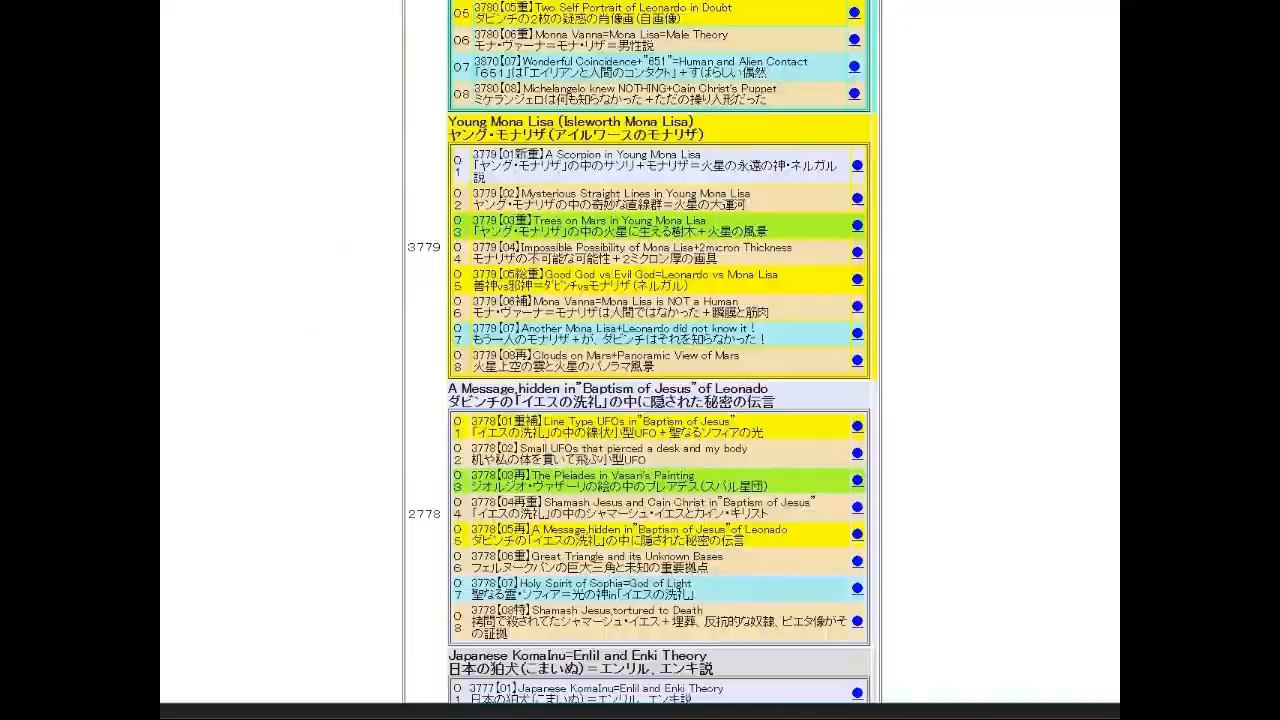 05 3780【05重】Two Self Portrait of Leonardo in Doubt
ダビンチの2枚の疑惑の肖像画(自画像)
06 3780【06重】Monna Vanna=Mona Lisa=Male Theory
モナ・ヴァーナ=モナ・リザ=男性説
07 3870【07】Wonderful Coincidence+"651"=Human and Alien Contact
「651」は「エイリアンと人間のコンタクト」+すばらしい偶然
08 3780【08】Michelangelo knew NOTHING+Cain Christ's Puppet
ミケランジェロは何も知らなかった+ただの操り人形だった
Young Mona Lisa (Isleworth Mona Lisa)
ヤング・モナリザ(アイルワースのモナリザ)
3779
01 3779【01新重】A Scorpion in Young Mona Lisa
「ヤング・モナリザ」の中のサソリ+モナリザ=火星の永遠の神・ネルガル
説
02 3779【02】Mysterious Straight Lines in Young Mona Lisa
ヤング・モナリザの中の奇妙な直線群=火星の大運河
03 3779【03重】Trees on Mars in Young Mona Lisa
「ヤング・モナリザ」の中の火星に生える樹木+火星の風景
04 3779【04】Impossible Possibility of Mona Lisa+2micron Thickness
モナリザの不可能な可能性+2ミクロン厚の画具
05 3779【05総重】Good God vs Evil God=Leonardo vs Mona Lisa
善神vs邪神=ダビンチvsモナリザ(ネルガル)
06 3779【06補】Mona Vanna=Mona Lisa is NOT a Human
モナ・ヴァーナ=モナリザは人間ではなかった+瞬膜と筋肉
07 3779【07】Another Mona Lisa+Leonardo did not know it!
もう一人のモナリザ+が、ダビンチはそれを知らなかった!
08 3779【08再】Clouds on Mars+Panoramic View of Mars
火星上空の雲と火星のパノラマ風景
A Message,hidden in"Baptism of Jesus"of Leonado
ダビンチの「イエスの洗礼」の中に隠された秘密の伝言
2778
01 3778【01重補】Line Type UFOs in"Baptism of Jesus"
「イエスの洗礼」の中の線状小型UFO+聖なるソフィアの光
02 3778【02】Small UFOs that pierced a desk and my body
机や私の体を貫いて飛ぶ小型UFO
03 3778【03再】The Pleiades in Vasari's Painting
ジオルジオ・ヴァザーリの絵の中のプレアデス(スバル星団)
04 3778【04再重】Shamash Jesus and Cain Christ in"Baptism of Jesus"
「イエスの洗礼」の中のシャマーシュ・イエスとカイン・キリスト
05 3778【05再】A Message,hidden in"Baptism of Jesus"of Leonado
ダビンチの「イエスの洗礼」の中に隠された秘密の伝言
06 3778【06重】Great Triangle and its Unknown Bases
フェルヌークバンの巨大三角と未知の重要拠点
07 3778【07】Holy Spirit of Sophia=God of Light
聖なる霊・ソフィア=光の神in「イエスの洗礼」
08 3778【08特】Shamash Jesus,tortured to Death
拷問で殺されてたシャマーシュ・イエス+埋葬、反抗的な奴隷、ピエタ像がそ
の証拠
Japanese KomaInu=Enlil and Enki Theory
日本の狛犬(こまいぬ)=エンリル、エンキ説
01 3777【01】Japanese KomaInu=Enlil and Enki Theory
日本の狛犬(こまいぬ)=エンリル、エンキ説